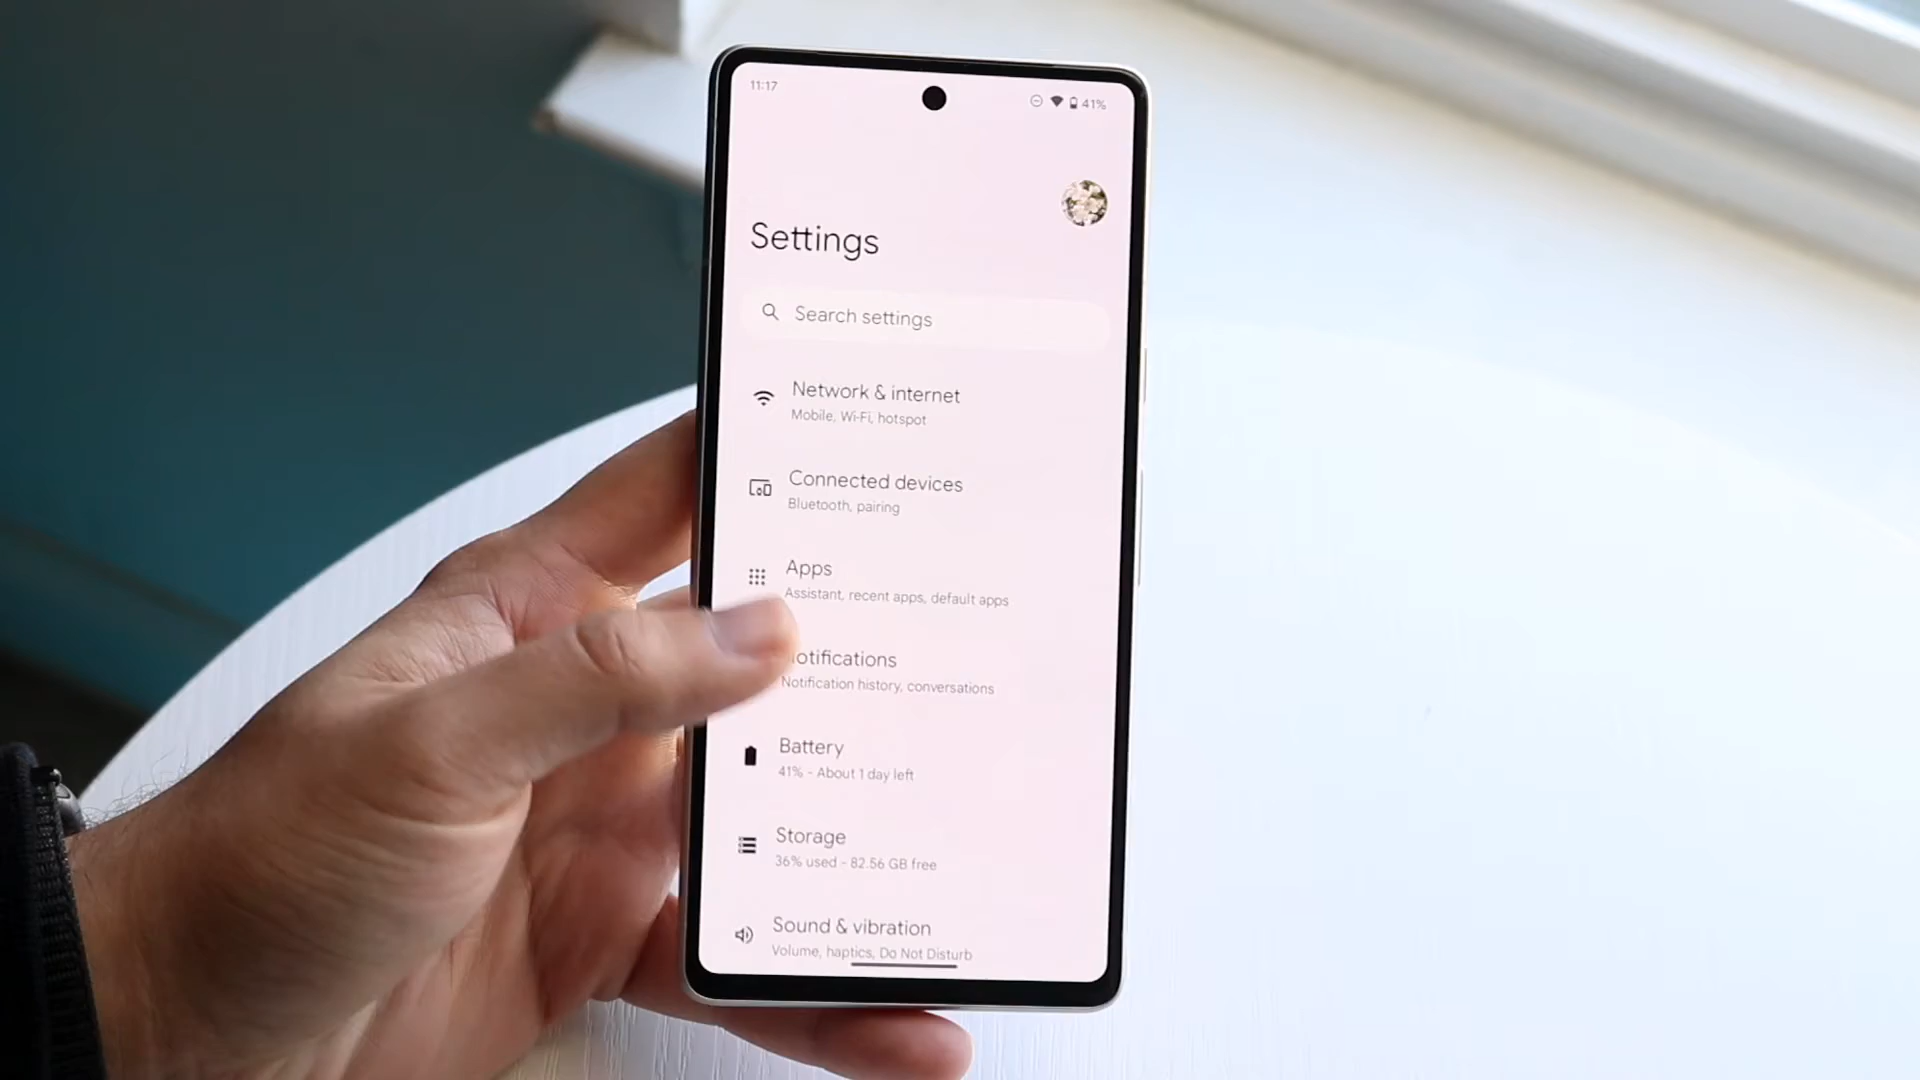 11:17
41%
Settings
Search settings
Network & internet
Mobile, Wi-Fi, hotspot
Connected devices
Bluetooth, pairing
Apps
Assistant, recent apps, default apps
otifications
Notification history, conversations
Battery
41% - About 1 day left
Storage
36% used - 82.56 GB free
Sound & vibration
Volume, haptics, Do Not Disturb